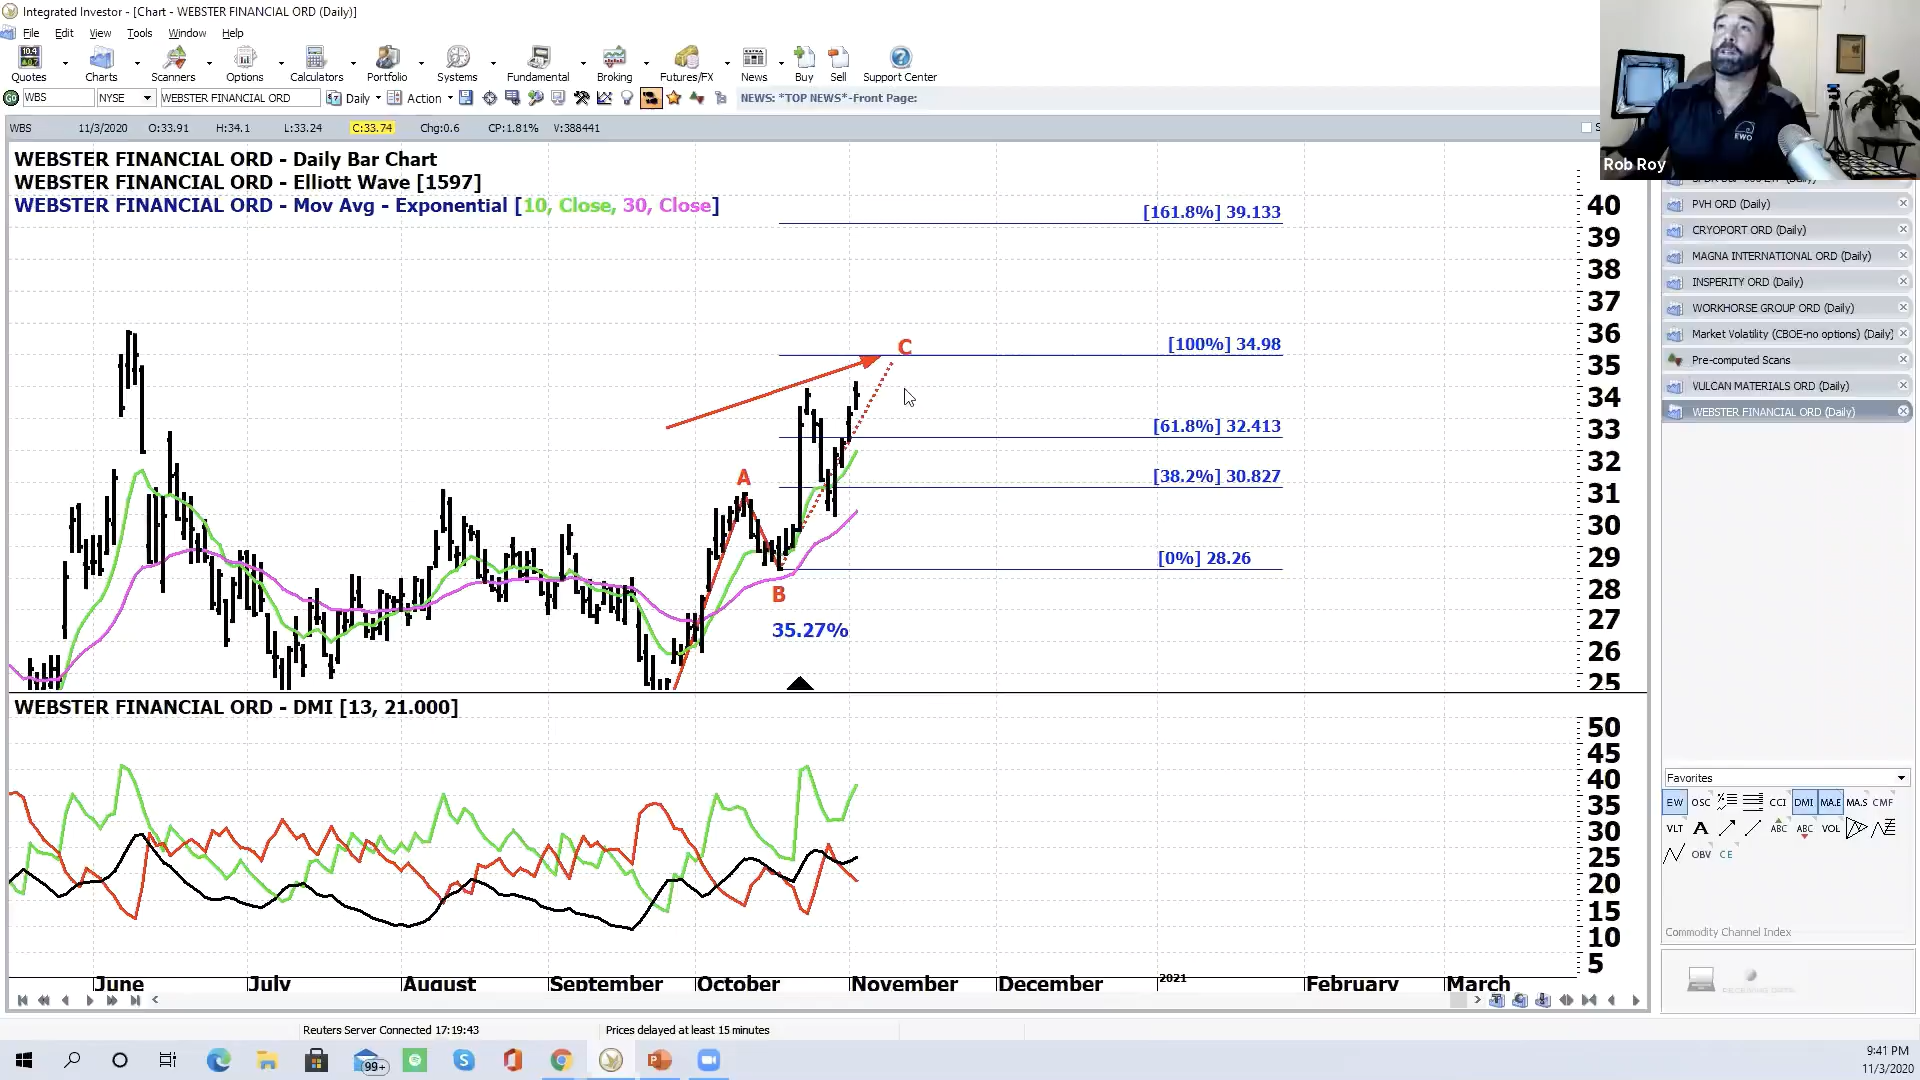 Integrated Investor - [Chart - WEBSTER FINANCIAL ORD (Daily)]
File Edit View Tools Window Help
Quotes Charts Scanners Options Calculators Portfolio Systems Fundamental Broking Futures/FX News Buy Sell Support Center
WBS NYSE WEBSTER FINANCIAL ORD Daily Action NEWS: *TOP NEWS*-Front Page:
WBS 11/3/2020 O:33.91 H:34.1 L:33.24 C:33.74 Chg:0.6 CP:1.81% V:388441
EWO
Rob Roy
WEBSTER FINANCIAL ORD - Daily Bar Chart
WEBSTER FINANCIAL ORD - Elliott Wave [1597]
WEBSTER FINANCIAL ORD - Mov Avg - Exponential [10, Close, 30, Close]
[161.8%] 39.133
[100%] 34.98
[61.8%] 32.413
[38.2%] 30.827
[0%] 28.26
A
B
C
35.27%
40
39
38
37
36
35
34
33
32
31
30
29
28
27
26
25
WEBSTER FINANCIAL ORD - DMI [13, 21.000]
50
45
40
35
30
25
20
15
10
5
June July August September October November December 2021 February March
PVH ORD (Daily)
CRYOPORT ORD (Daily)
MAGNA INTERNATIONAL ORD (Daily)
INSPERITY ORD (Daily)
WORKHORSE GROUP ORD (Daily)
Market Volatility (CBOE-no options) (Daily)
Pre-computed Scans
VULCAN MATERIALS ORD (Daily)
WEBSTER FINANCIAL ORD (Daily)
Favorites
EW OSC CCI DMI MA.E MA.S CMF
VLT A ABC ABC VOL
OBV CE
Commodity Channel Index
RECEIVING DATA
Reuters Server Connected 17:19:43 Prices delayed at least 15 minutes
99+
9:41 PM
11/3/2020